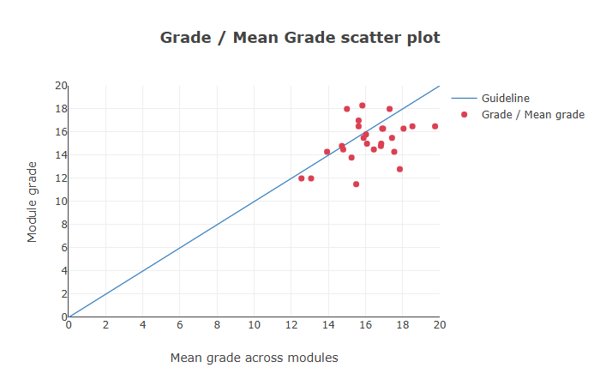 Grade / Mean Grade scatter plot
20
18
16
14
12
10
8
6
4
2
0
0 2 4 6 8 10 12 14 16 18 20
Module grade
Mean grade across modules
Guideline
Grade / Mean grade